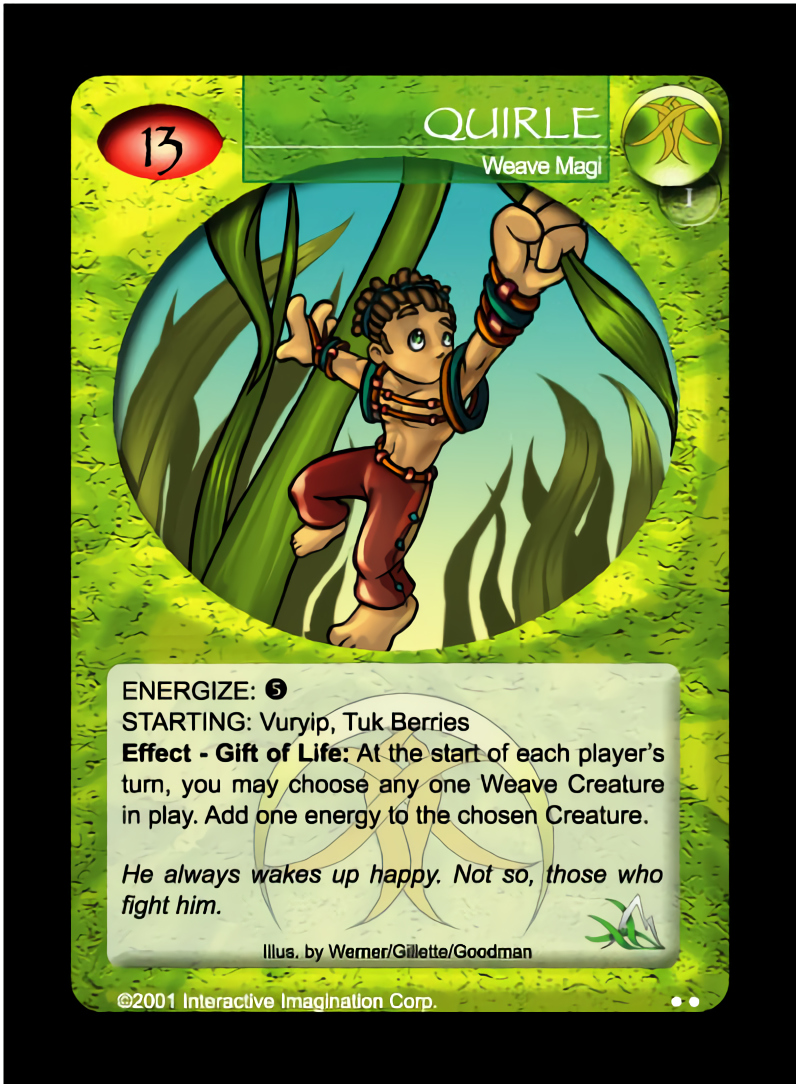 13
QUIRLE
Weave Magi
I
ENERGIZE: ❺
STARTING: Vuryip, Tuk Berries
Effect - Gift of Life: At the start of each player's
turn, you may choose any one Weave Creature
in play. Add one energy to the chosen Creature.
He always wakes up happy. Not so, those who
fight him.
Illus. by Werner/Gillette/Goodman
©2001 Interactive Imagination Corp.